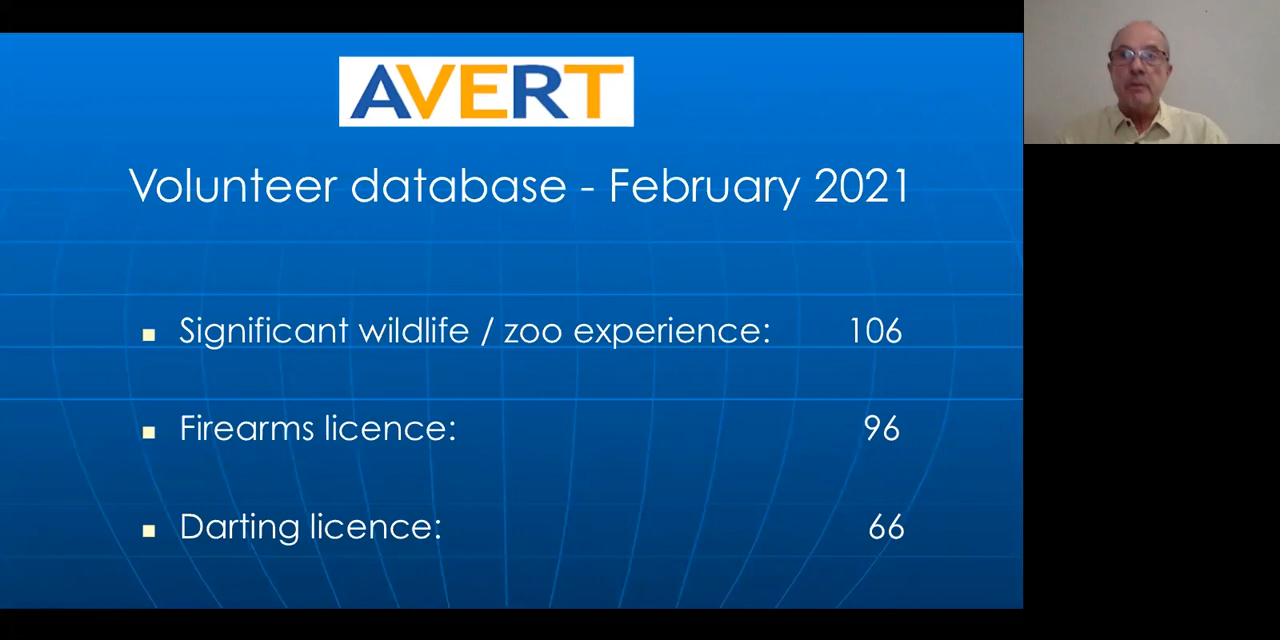 AVERT
Volunteer database - February 2021
Significant wildlife / zoo experience: 106
Firearms licence: 96
Darting licence: 66